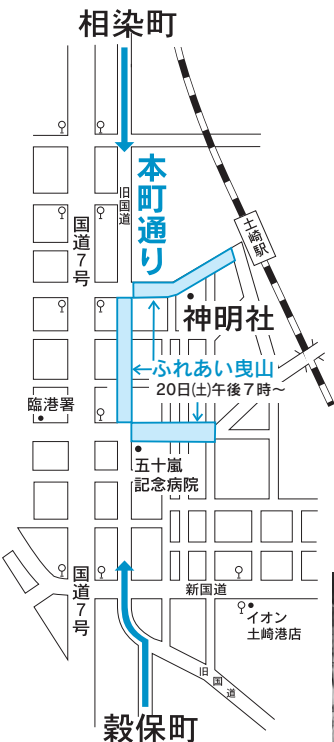 相染町
本町通り
旧国道
国道7号
土崎駅
神明社
ふれあい曳山
20日(土)午後7時〜
臨港署
五十嵐
記念病院
国道7号
新国道
イオン
土崎港店
旧国道
穀保町